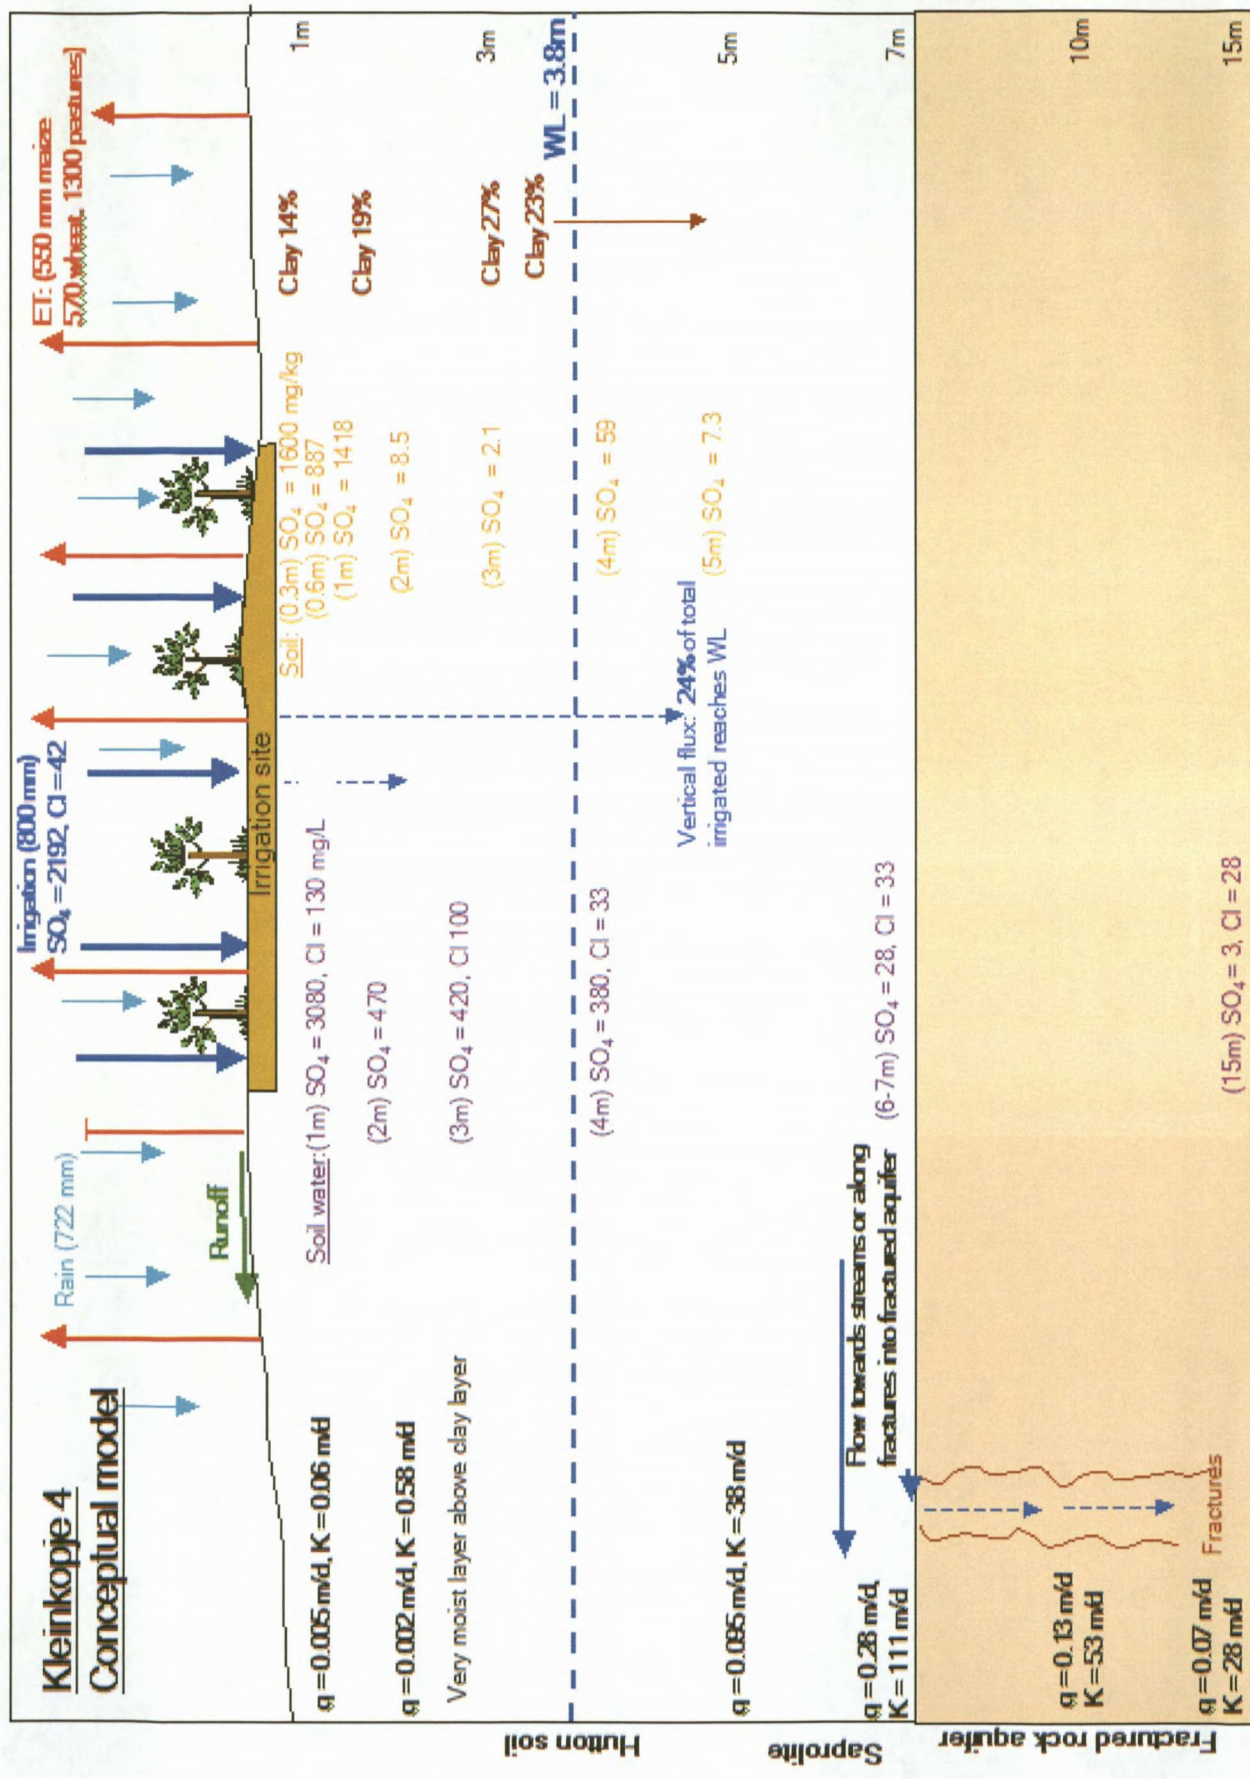 Kleinkopje 4
Conceptual model
Rain (722 mm)
Irrigation (800 mm)
SO₄ = 2192, Cl = 42
ET: (550 mm maize
570 wheat, 1300 pastures)
Runoff
Irrigation site
1m
3m
WL = 3.8m
5m
7m
10m
15m
q = 0.005 m/d, K = 0.06 m/d
q = 0.002 m/d, K = 0.58 m/d
Very moist layer above clay layer
q = 0.095 m/d, K = 38 m/d
q = 0.28 m/d,
K = 111 m/d
q = 0.13 m/d
K = 53 m/d
q = 0.07 m/d
K = 28 m/d
Soil water: (1m) SO₄ = 3080, Cl = 130 mg/L
(2m) SO₄ = 470
(3m) SO₄ = 420, Cl 100
(4m) SO₄ = 380, Cl = 33
(6-7m) SO₄ = 28, Cl = 33
(15m) SO₄ = 3, Cl = 28
Soil: (0.3m) SO₄ = 1600 mg/kg
(0.6m) SO₄ = 887
(1m) SO₄ = 1418
(2m) SO₄ = 8.5
(3m) SO₄ = 2.1
(4m) SO₄ = 59
(5m) SO₄ = 7.3
Clay 14%
Clay 19%
Clay 27%
Clay 23%
Vertical flux: 24% of total
irrigated reaches WL
Flow towards streams or along
fractures into fractured aquifer
Fractures
Hutton soil
Saprolite
Fractured rock aquifer